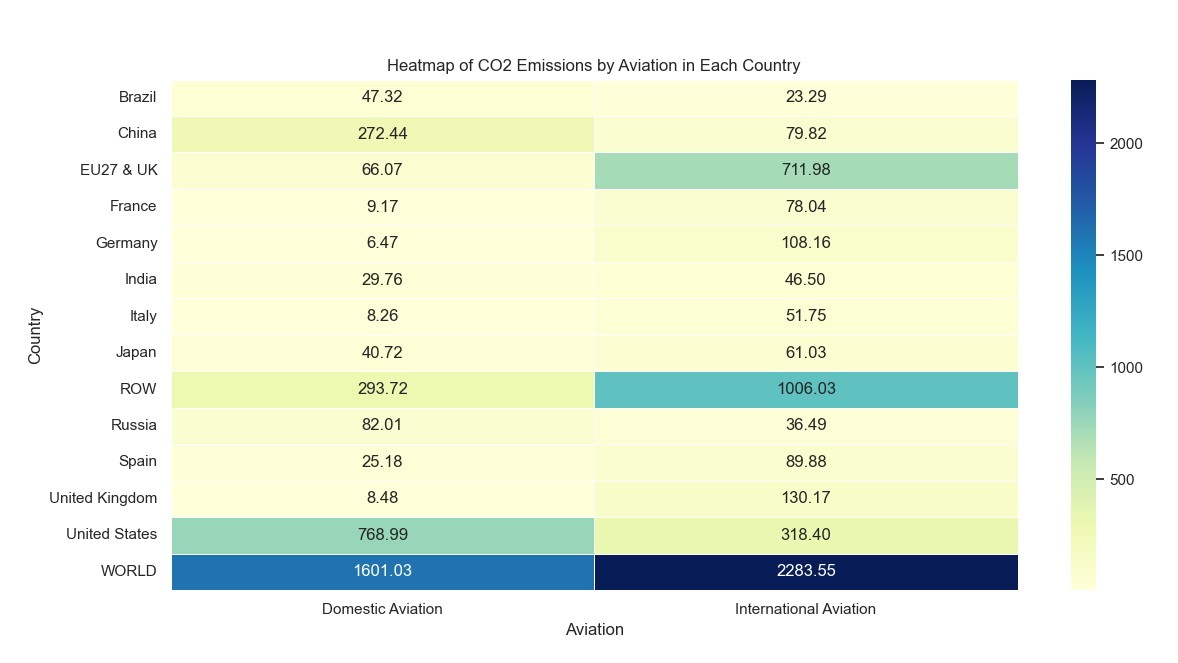 Heatmap of CO2 Emissions by Aviation in Each Country
Brazil 47.32 23.29
China 272.44 79.82
EU27 & UK 66.07 711.98
France 9.17 78.04
Germany 6.47 108.16
India 29.76 46.50
Italy 8.26 51.75
Japan 40.72 61.03
ROW 293.72 1006.03
Russia 82.01 36.49
Spain 25.18 89.88
United Kingdom 8.48 130.17
United States 768.99 318.40
WORLD 1601.03 2283.55
Domestic Aviation International Aviation
Aviation
Country
2000
1500
1000
500